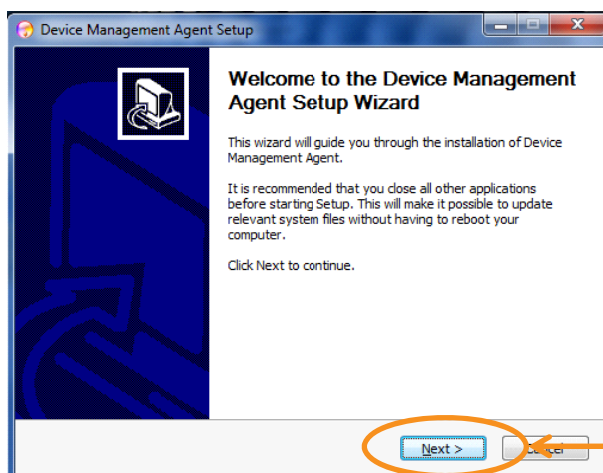 Device Management Agent Setup
Welcome to the Device Management
Agent Setup Wizard
This wizard will guide you through the installation of Device
Management Agent.
It is recommended that you close all other applications
before starting Setup. This will make it possible to update
relevant system files without having to reboot your
computer.
Click Next to continue.
Next > Cancel